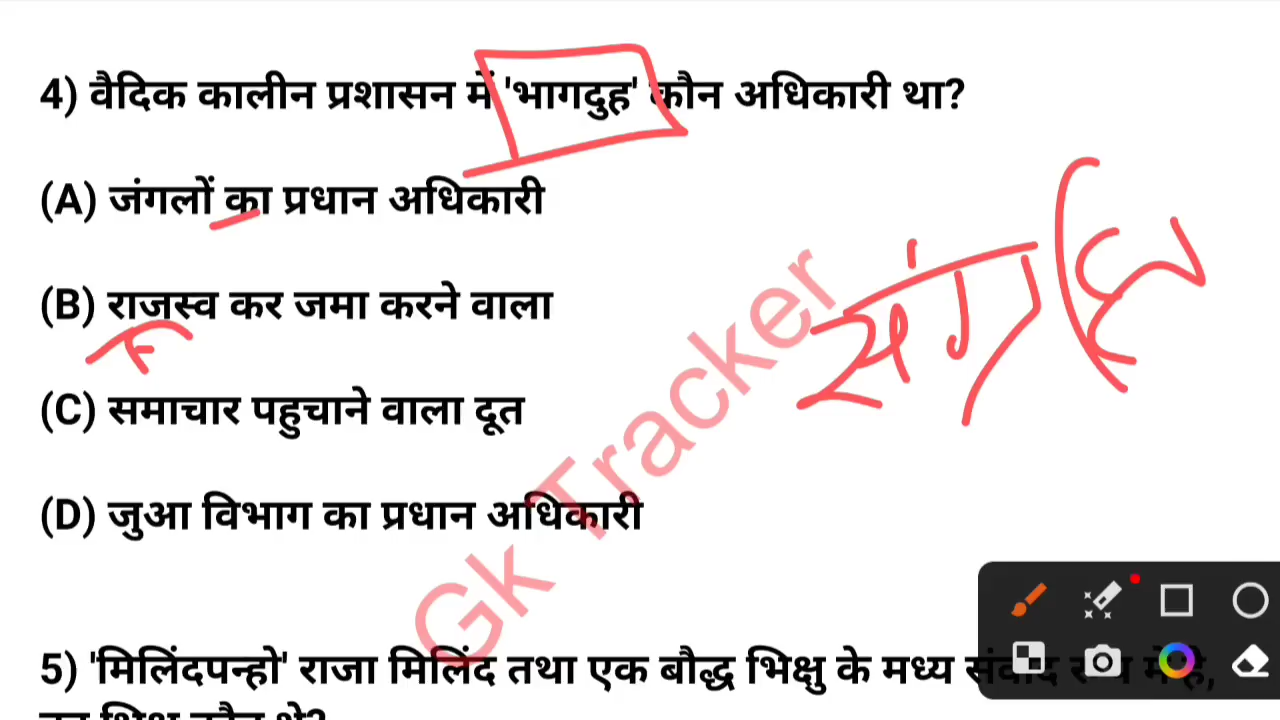 4) वैदिक कालीन प्रशासन में 'भागदुह' कौन अधिकारी था?
(A) जंगलों का प्रधान अधिकारी
(B) राजस्व कर जमा करने वाला
(C) समाचार पहुचाने वाला दूत
(D) जुआ विभाग का प्रधान अधिकारी
Gk Tracker
5) 'मिलिंदपन्हो' राजा मिलिंद तथा एक बौद्ध भिक्षु के मध्य संवाद रूप में है,